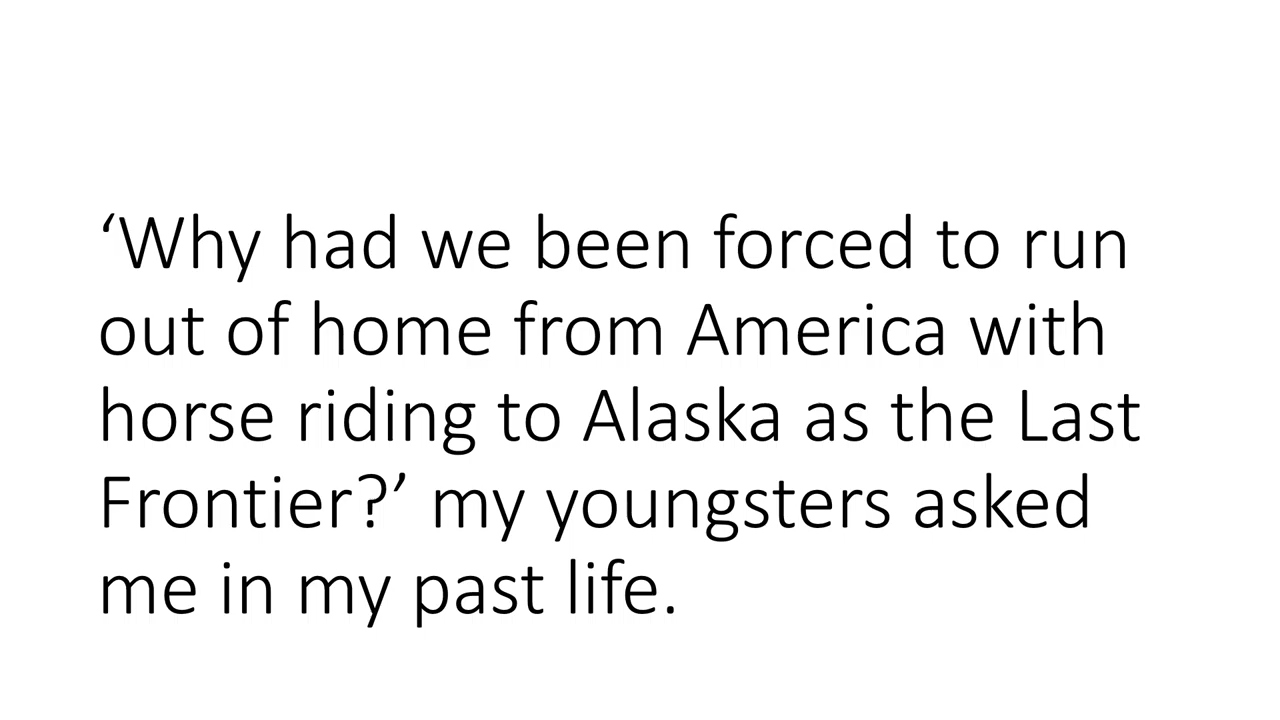 ‘Why had we been forced to run
out of home from America with
horse riding to Alaska as the Last
Frontier?’ my youngsters asked
me in my past life.